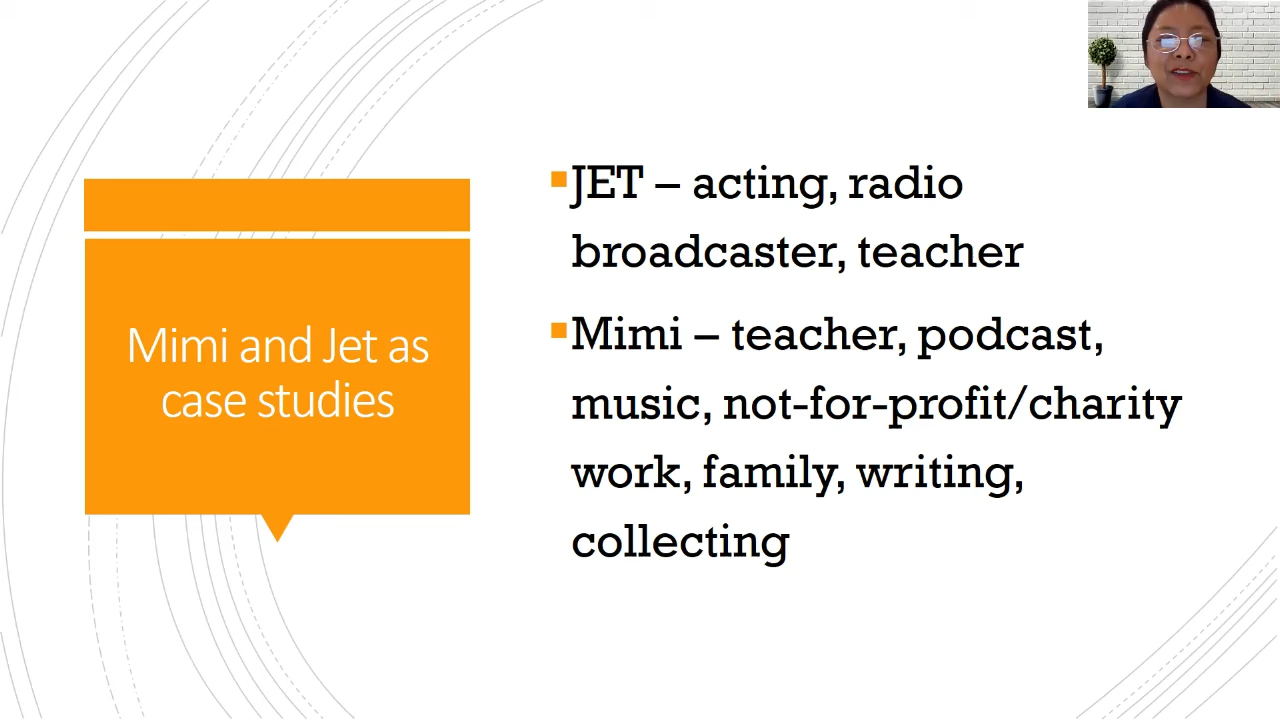 Mimi and Jet as
case studies
JET – acting, radio
broadcaster, teacher
Mimi – teacher, podcast,
music, not-for-profit/charity
work, family, writing,
collecting